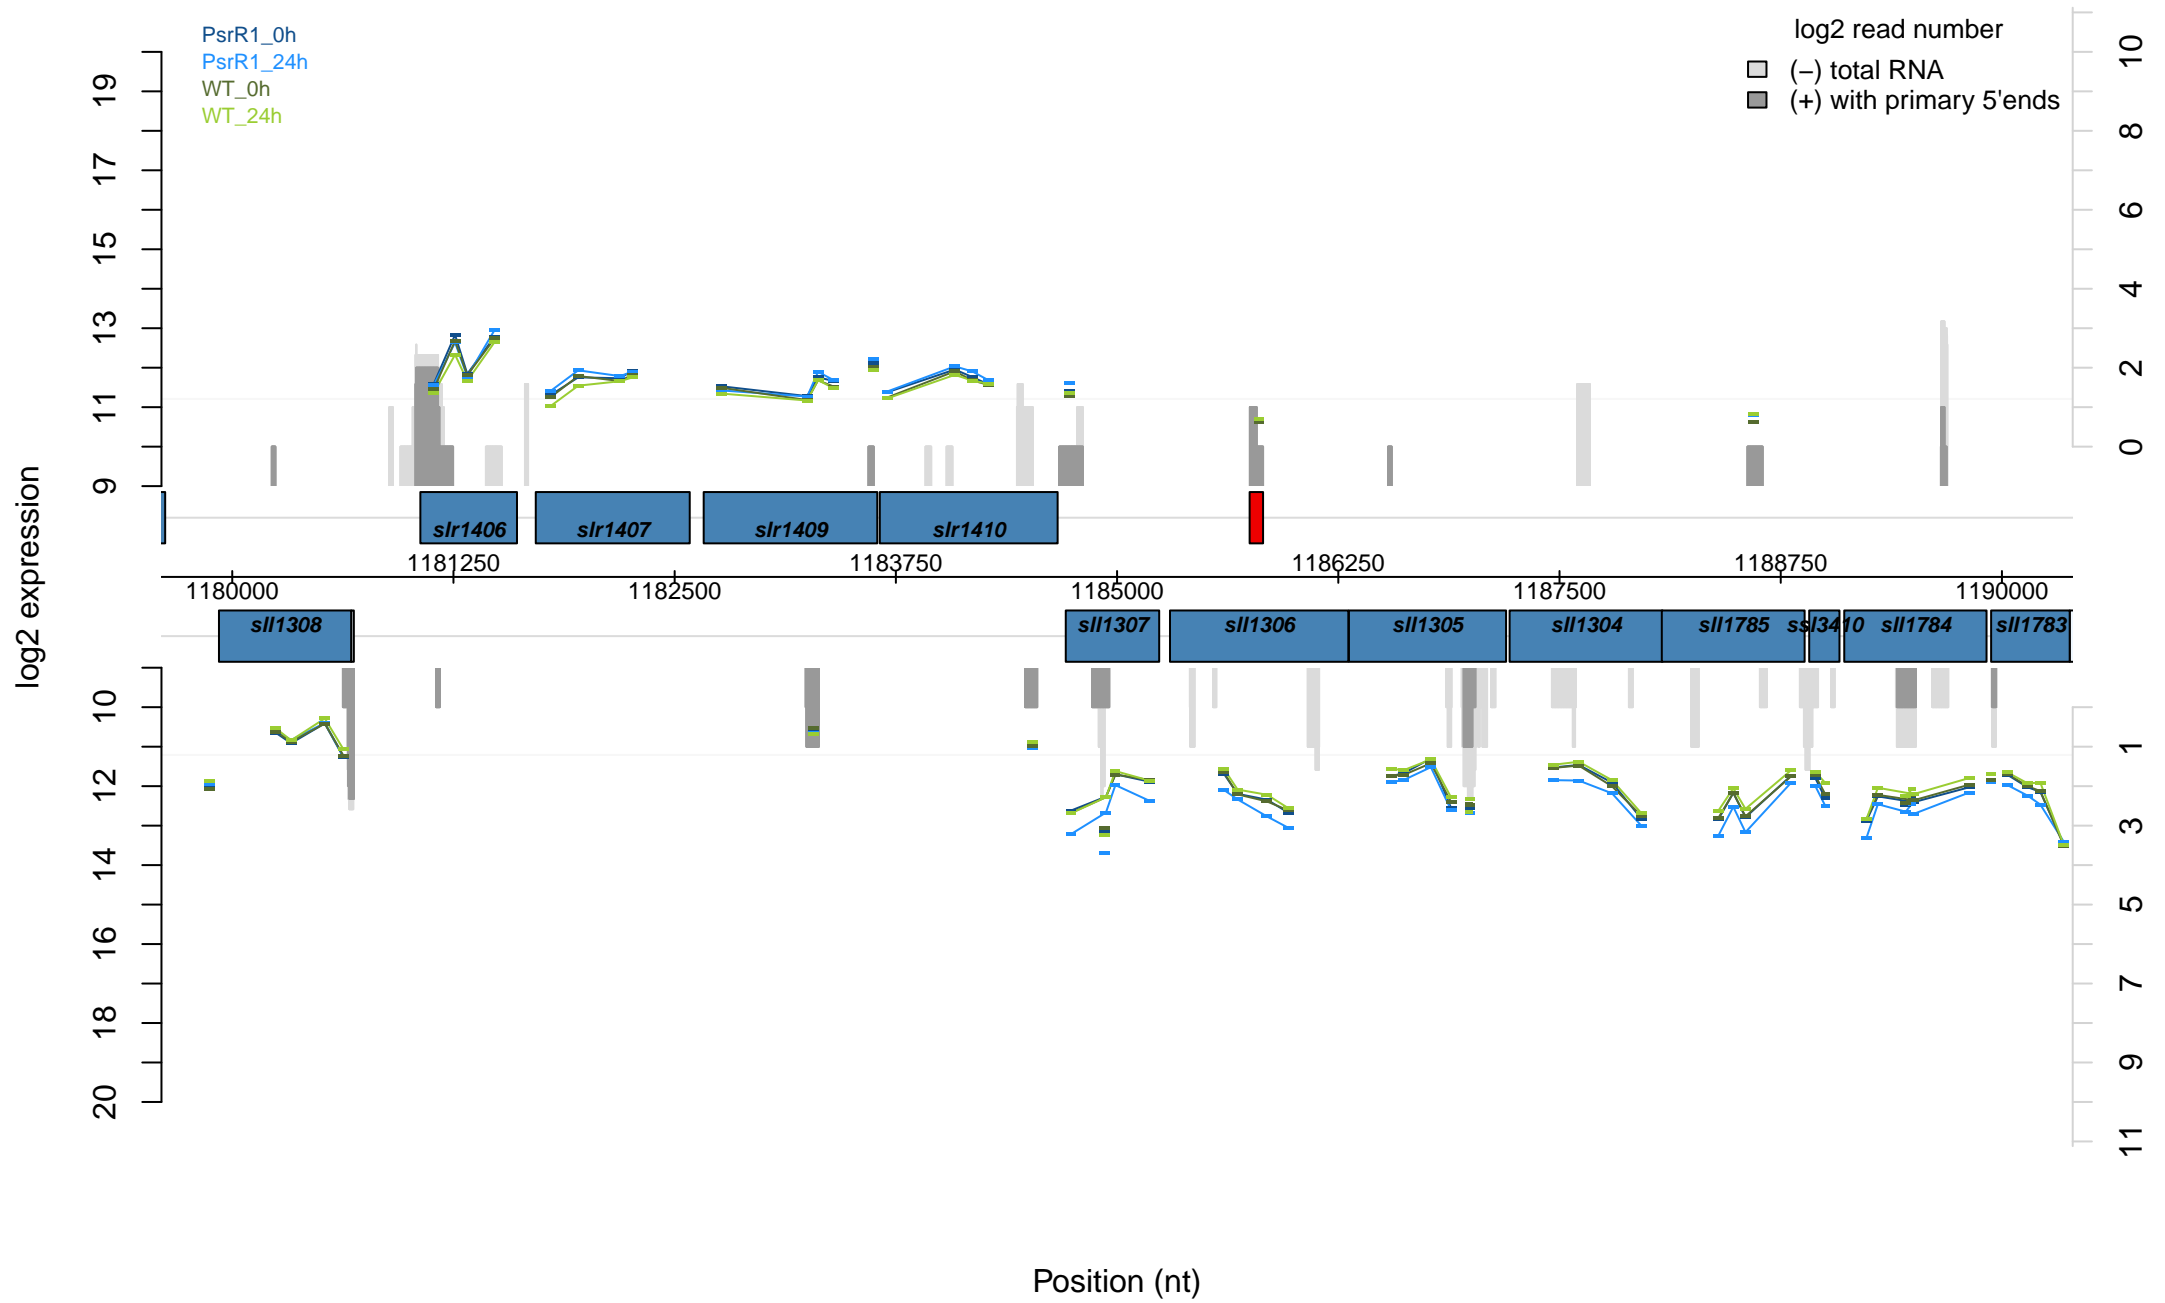 PsrR1_0h
PsrR1_24h
WT_0h
WT_24h
log2 read number
(−) total RNA
(+) with primary 5'ends
19
17
15
13
11
9
10
8
6
4
2
0
log2 expression
slr1406
slr1407
slr1409
slr1410
1181250
1183750
1186250
1188750
1180000
1182500
1185000
1187500
1190000
sll1308
sll1307
sll1306
sll1305
sll1304
sll1785
ssl3410
sll1784
sll1783
10
12
14
16
18
20
1
3
5
7
9
11
Position (nt)